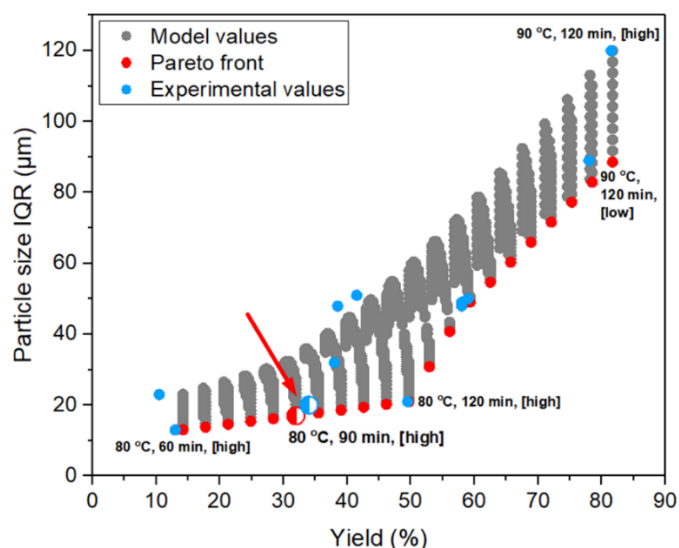 Model values
Pareto front
Experimental values
90 °C, 120 min, [high]
90 °C,
120 min,
[low]
80 °C, 120 min, [high]
80 °C, 90 min, [high]
80 °C, 60 min, [high]
Particle size IQR (μm)
120
100
80
60
40
20
0
0 10 20 30 40 50 60 70 80 90
Yield (%)